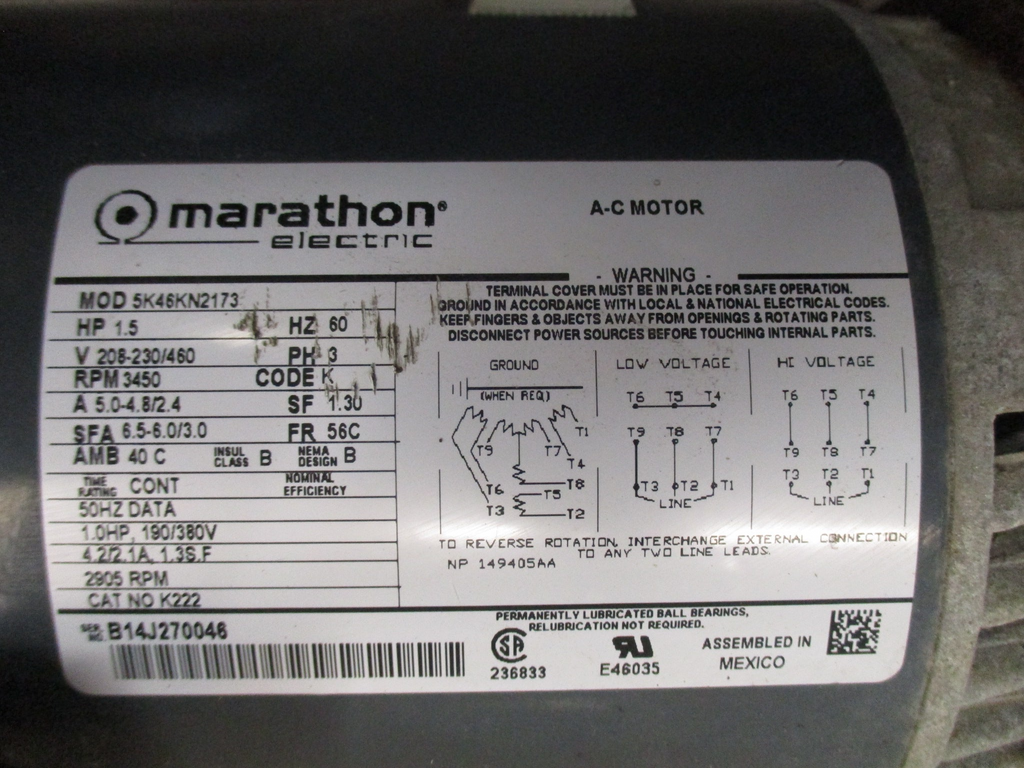 marathon®
electric
A-C MOTOR
- WARNING -
TERMINAL COVER MUST BE IN PLACE FOR SAFE OPERATION.
GROUND IN ACCORDANCE WITH LOCAL & NATIONAL ELECTRICAL CODES.
KEEP FINGERS & OBJECTS AWAY FROM OPENINGS & ROTATING PARTS.
DISCONNECT POWER SOURCES BEFORE TOUCHING INTERNAL PARTS.
MOD 5K46KN2173
HP 1.5 HZ 60
V 208-230/460 PH 3
RPM 3450 CODE K
A 5.0-4.8/2.4 SF 1.30
SFA 6.5-6.0/3.0 FR 56C
AMB 40 C INSUL CLASS B NEMA DESIGN B
TIME RATING CONT NOMINAL EFFICIENCY
50HZ DATA
1.0HP, 190/380V
4.2/2.1A, 1.3S.F
2905 RPM
CAT NO K222
GROUND
(WHEN REQ)
T1
T9 T7
T4
T6 T8
T5
T3 T2
LOW VOLTAGE
T6 T5 T4
T9 T8 T7
T3 T2 T1
LINE
HI VOLTAGE
T6 T5 T4
T9 T8 T7
T3 T2 T1
LINE
TO REVERSE ROTATION, INTERCHANGE EXTERNAL CONNECTION
TO ANY TWO LINE LEADS.
NP 149405AA
SER. NO. B14J270046
PERMANENTLY LUBRICATED BALL BEARINGS,
RELUBRICATION NOT REQUIRED.
SA
236833
RU
E46035
ASSEMBLED IN
MEXICO